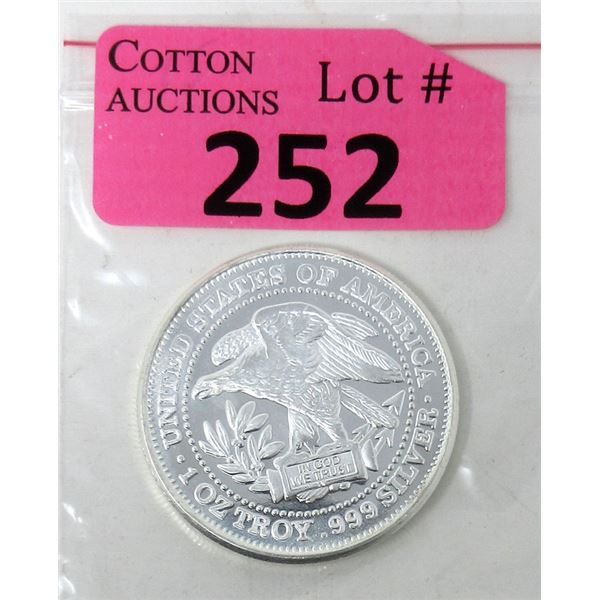 COTTON
AUCTIONS
Lot #
252
UNITED STATES OF AMERICA
IN GOD
WE TRUST
· 1 OZ TROY .999 SILVER ·